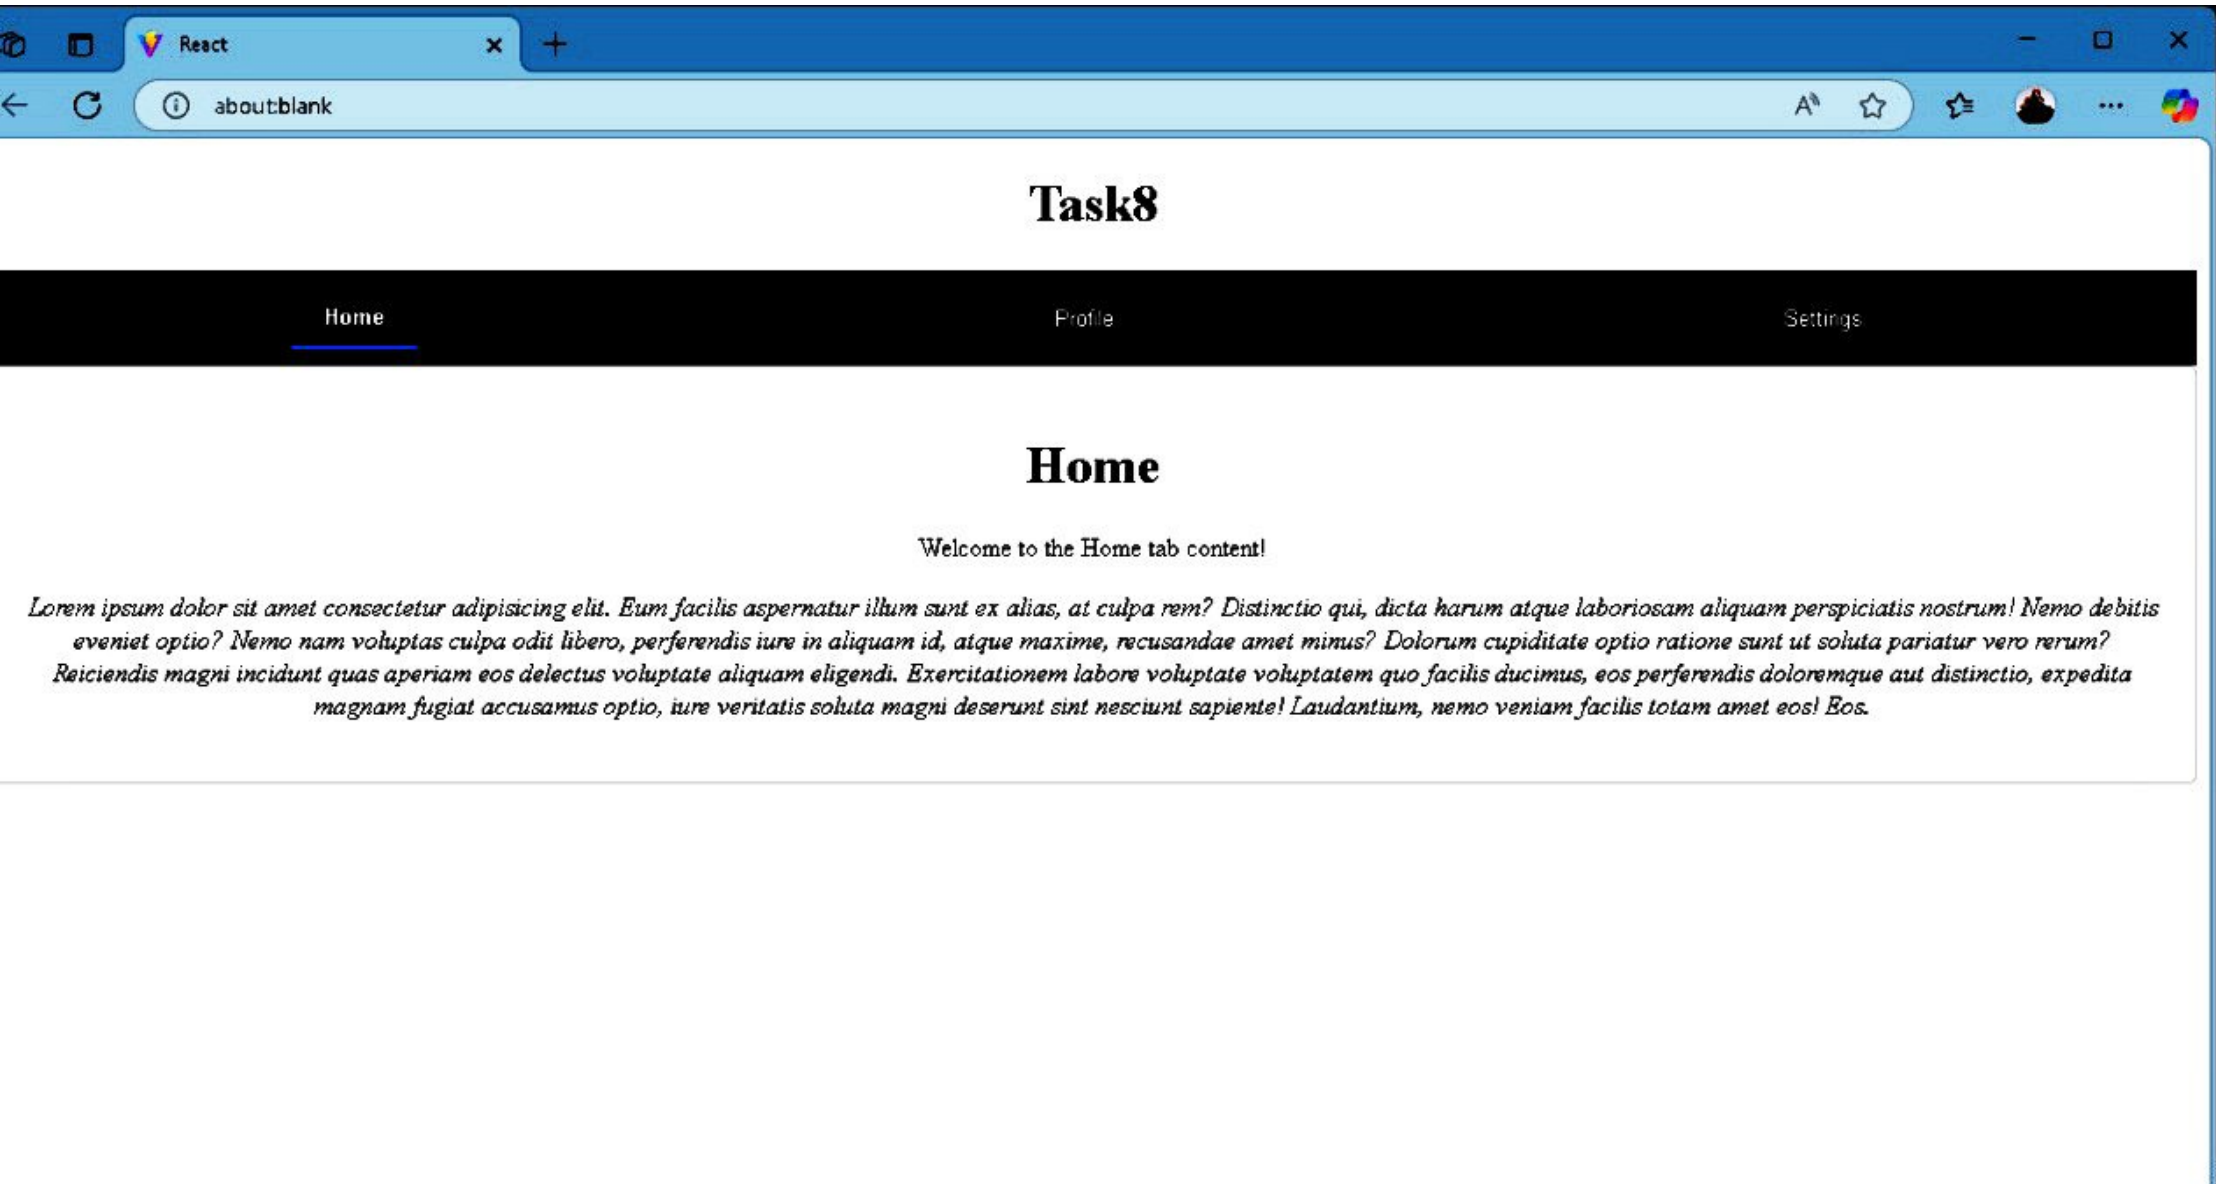 React
about:blank
Task8
Home Profile Settings
Home
Welcome to the Home tab content!
Lorem ipsum dolor sit amet consectetur adipisicing elit. Eum facilis aspernatur illum sunt ex alias, at culpa rem? Distinctio qui, dicta harum atque laboriosam aliquam perspiciatis nostrum! Nemo debitis
eveniet optio? Nemo nam voluptas culpa odit libero, perferendis iure in aliquam id, atque maxime, recusandae amet minus? Dolorum cupiditate optio ratione sunt ut soluta pariatur vero rerum?
Reiciendis magni incidunt quas aperiam eos delectus voluptate aliquam eligendi. Exercitationem labore voluptate voluptatem quo facilis ducimus, eos perferendis doloremque aut distinctio, expedita
magnam fugiat accusamus optio, iure veritatis soluta magni deserunt sint nesciunt sapiente! Laudantium, nemo veniam facilis totam amet eos! Eos.